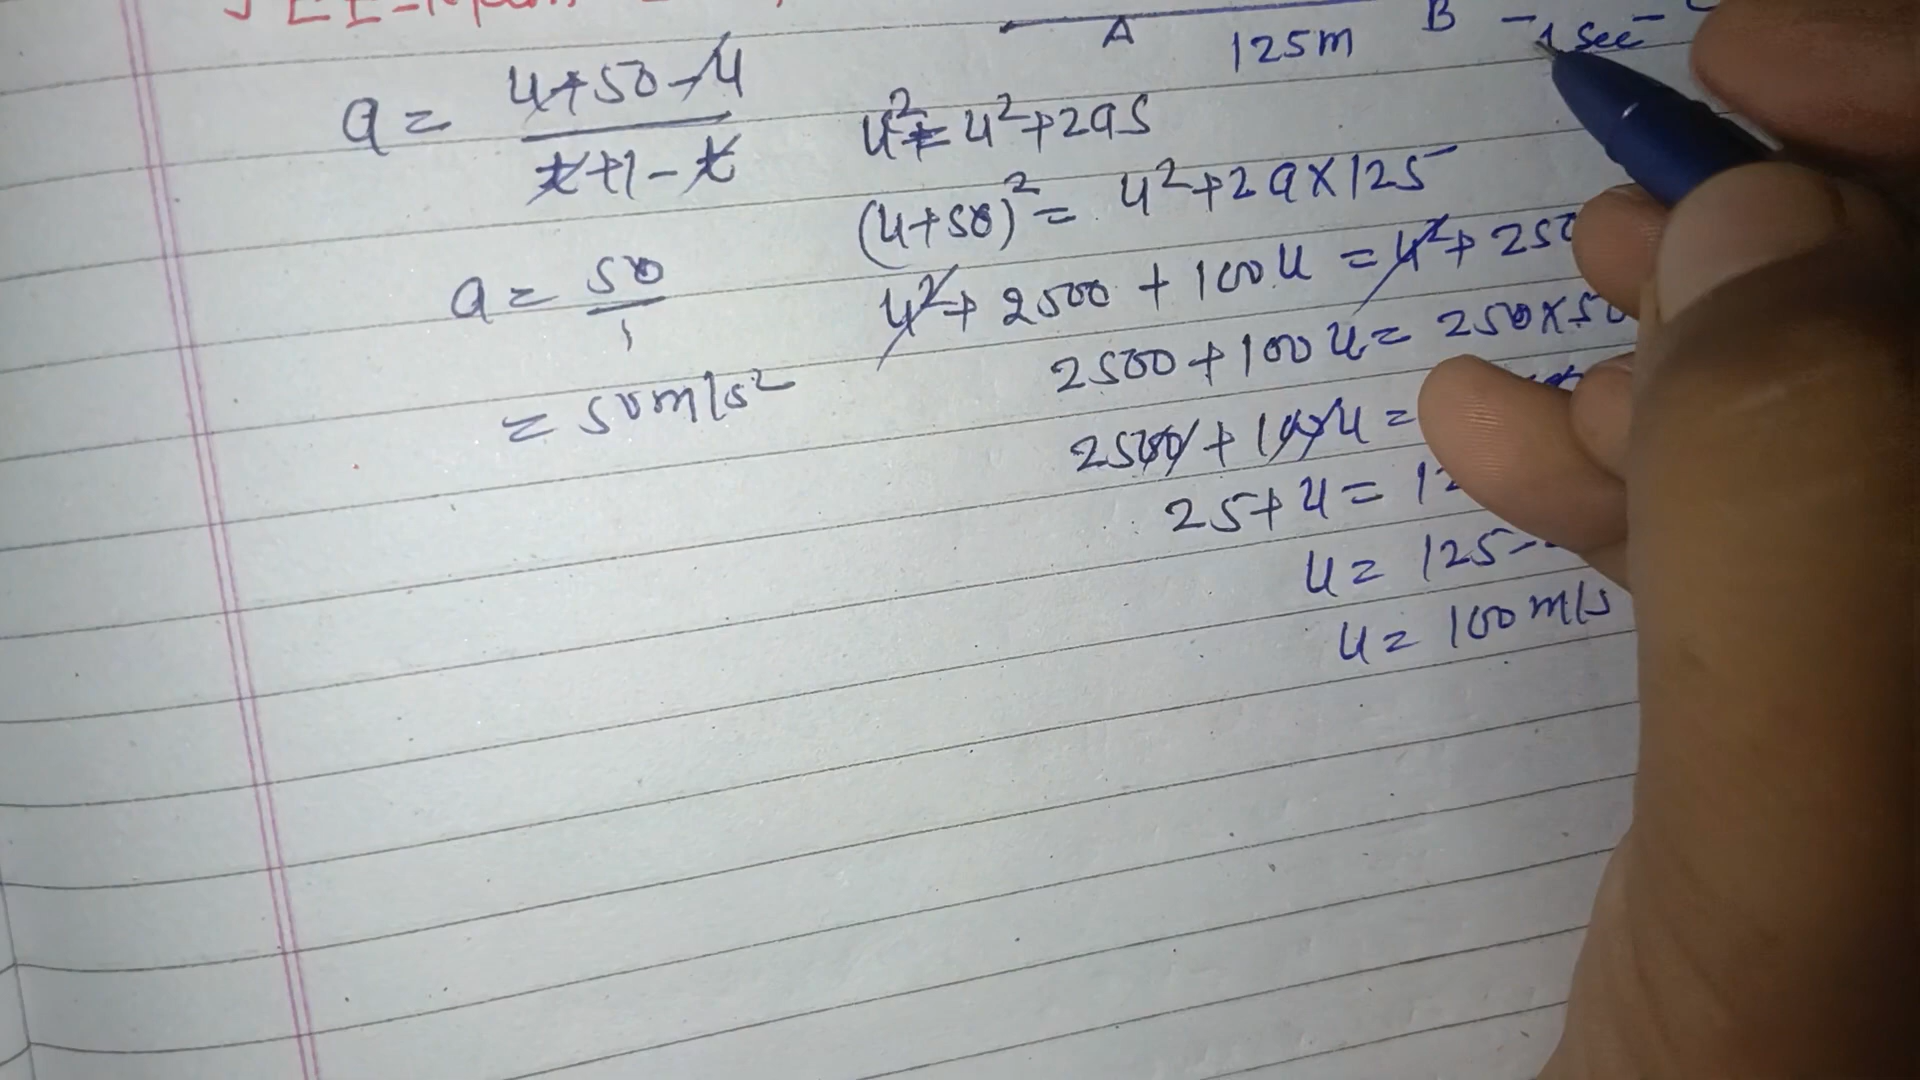 A 125m B - 1 sec -
a = u+50-u / t+1-t
a = 50 / 1
= 50m/s²
u² = u²+2as
(u+50)² = u²+2a×125
u²+ 2500 + 100u = u²+ 250
2500 + 100u = 250×50
2500 + 100u =
25+u = 12
u = 125-
u = 100m/s